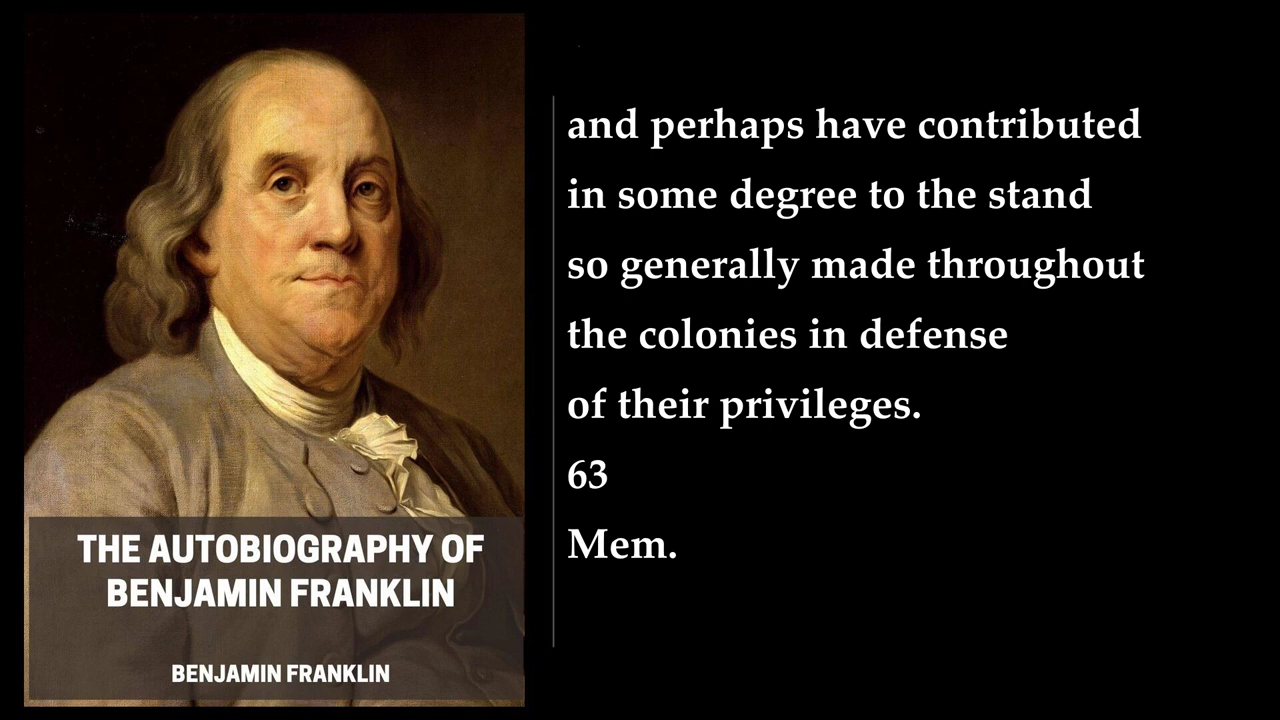 THE AUTOBIOGRAPHY OF
BENJAMIN FRANKLIN
BENJAMIN FRANKLIN
and perhaps have contributed
in some degree to the stand
so generally made throughout
the colonies in defense
of their privileges.
63
Mem.